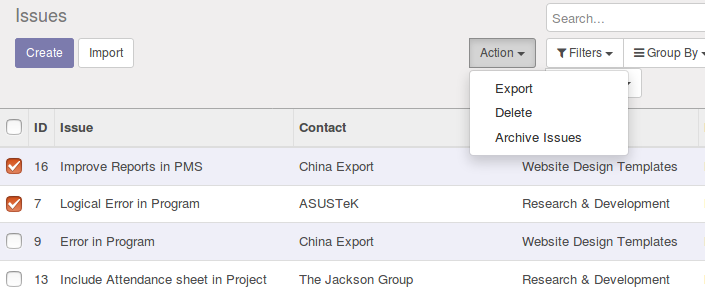 Issues
Search...
Create Import Action Filters Group By
Export
Delete
Archive Issues
ID Issue Contact
16 Improve Reports in PMS China Export Website Design Templates
7 Logical Error in Program ASUSTeK Research & Development
9 Error in Program China Export Website Design Templates
13 Include Attendance sheet in Project The Jackson Group Research & Development